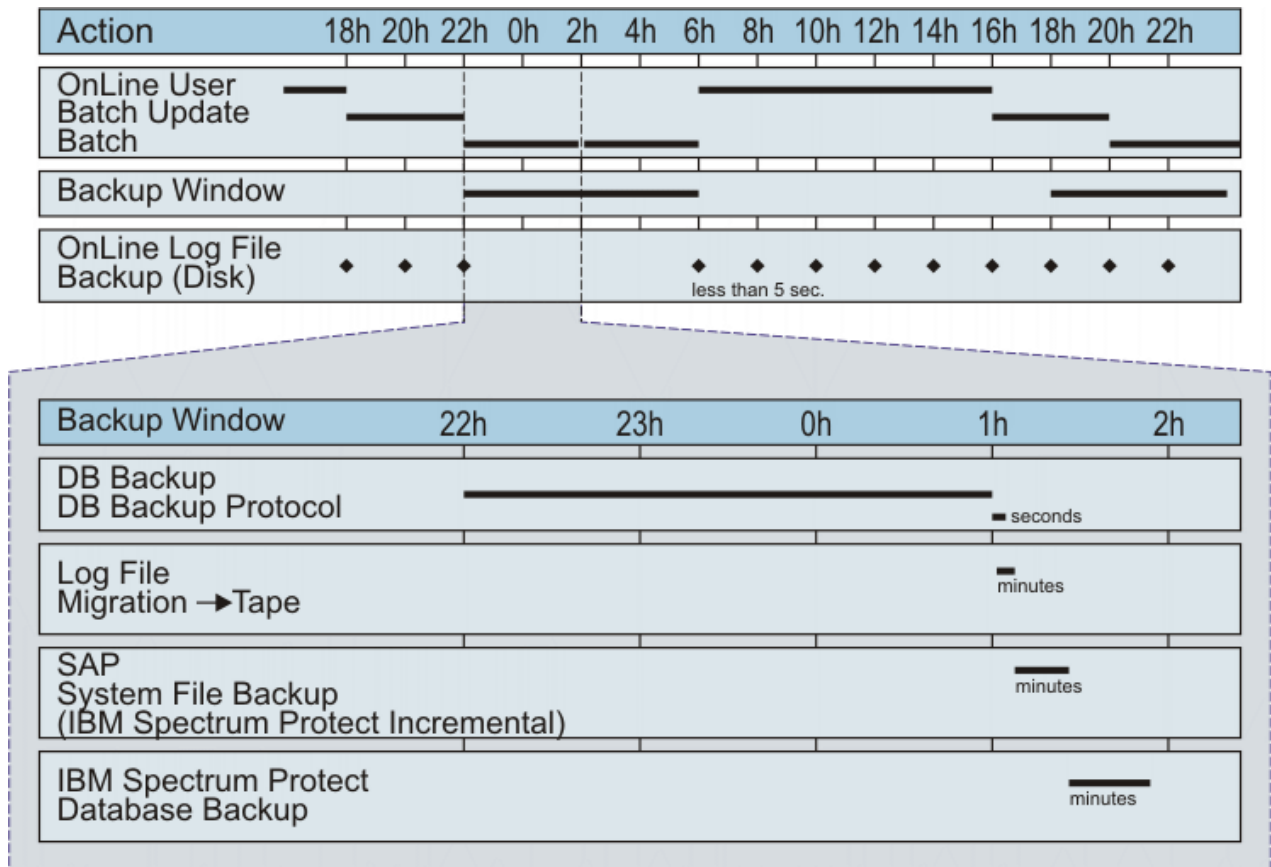 Action 18h 20h 22h 0h 2h 4h 6h 8h 10h 12h 14h 16h 18h 20h 22h
OnLine User
Batch Update
Batch
Backup Window
OnLine Log File
Backup (Disk)
less than 5 sec.
Backup Window 22h 23h 0h 1h 2h
DB Backup
DB Backup Protocol
seconds
Log File
Migration → Tape
minutes
SAP
System File Backup
(IBM Spectrum Protect Incremental)
minutes
IBM Spectrum Protect
Database Backup
minutes